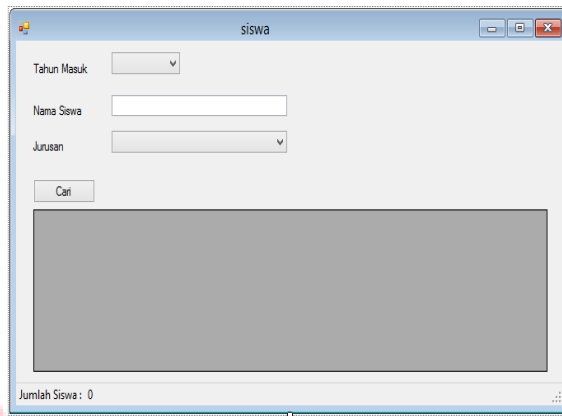 siswa
Tahun Masuk
Nama Siswa
Jurusan
Cari
Jumlah Siswa : 0